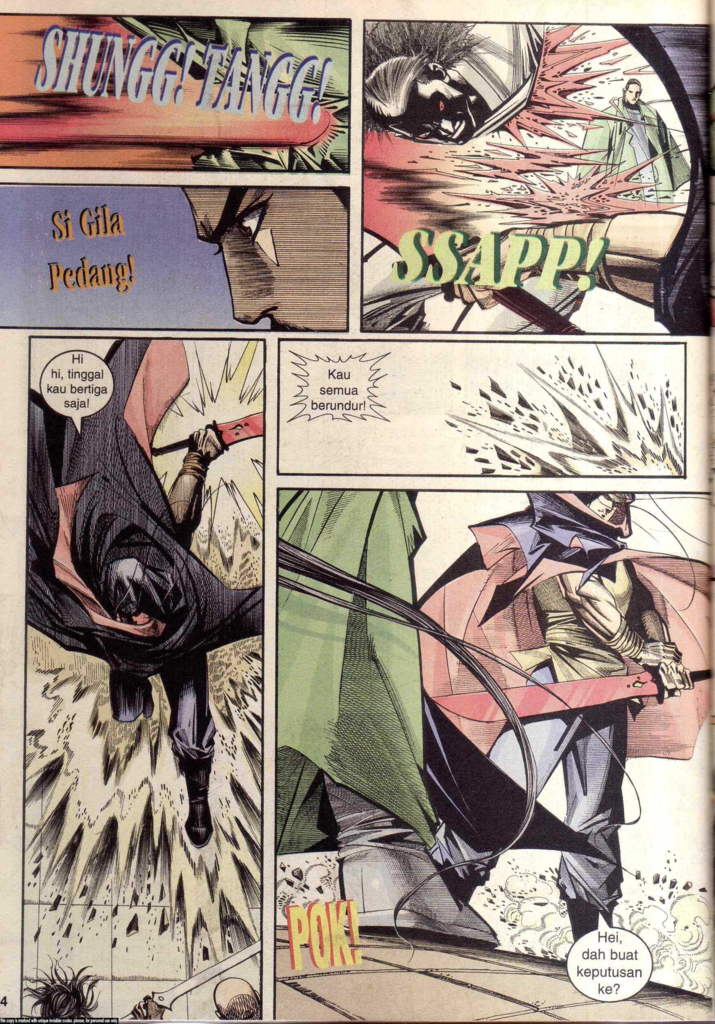 SHUNGG! TANGG!
SSAPP!
Si Gila
Pedang!
Hi
hi, tinggal
kau bertiga
saja!
Kau
semua
berundur!
POK!
Hei,
dah buat
keputusan
ke?
4